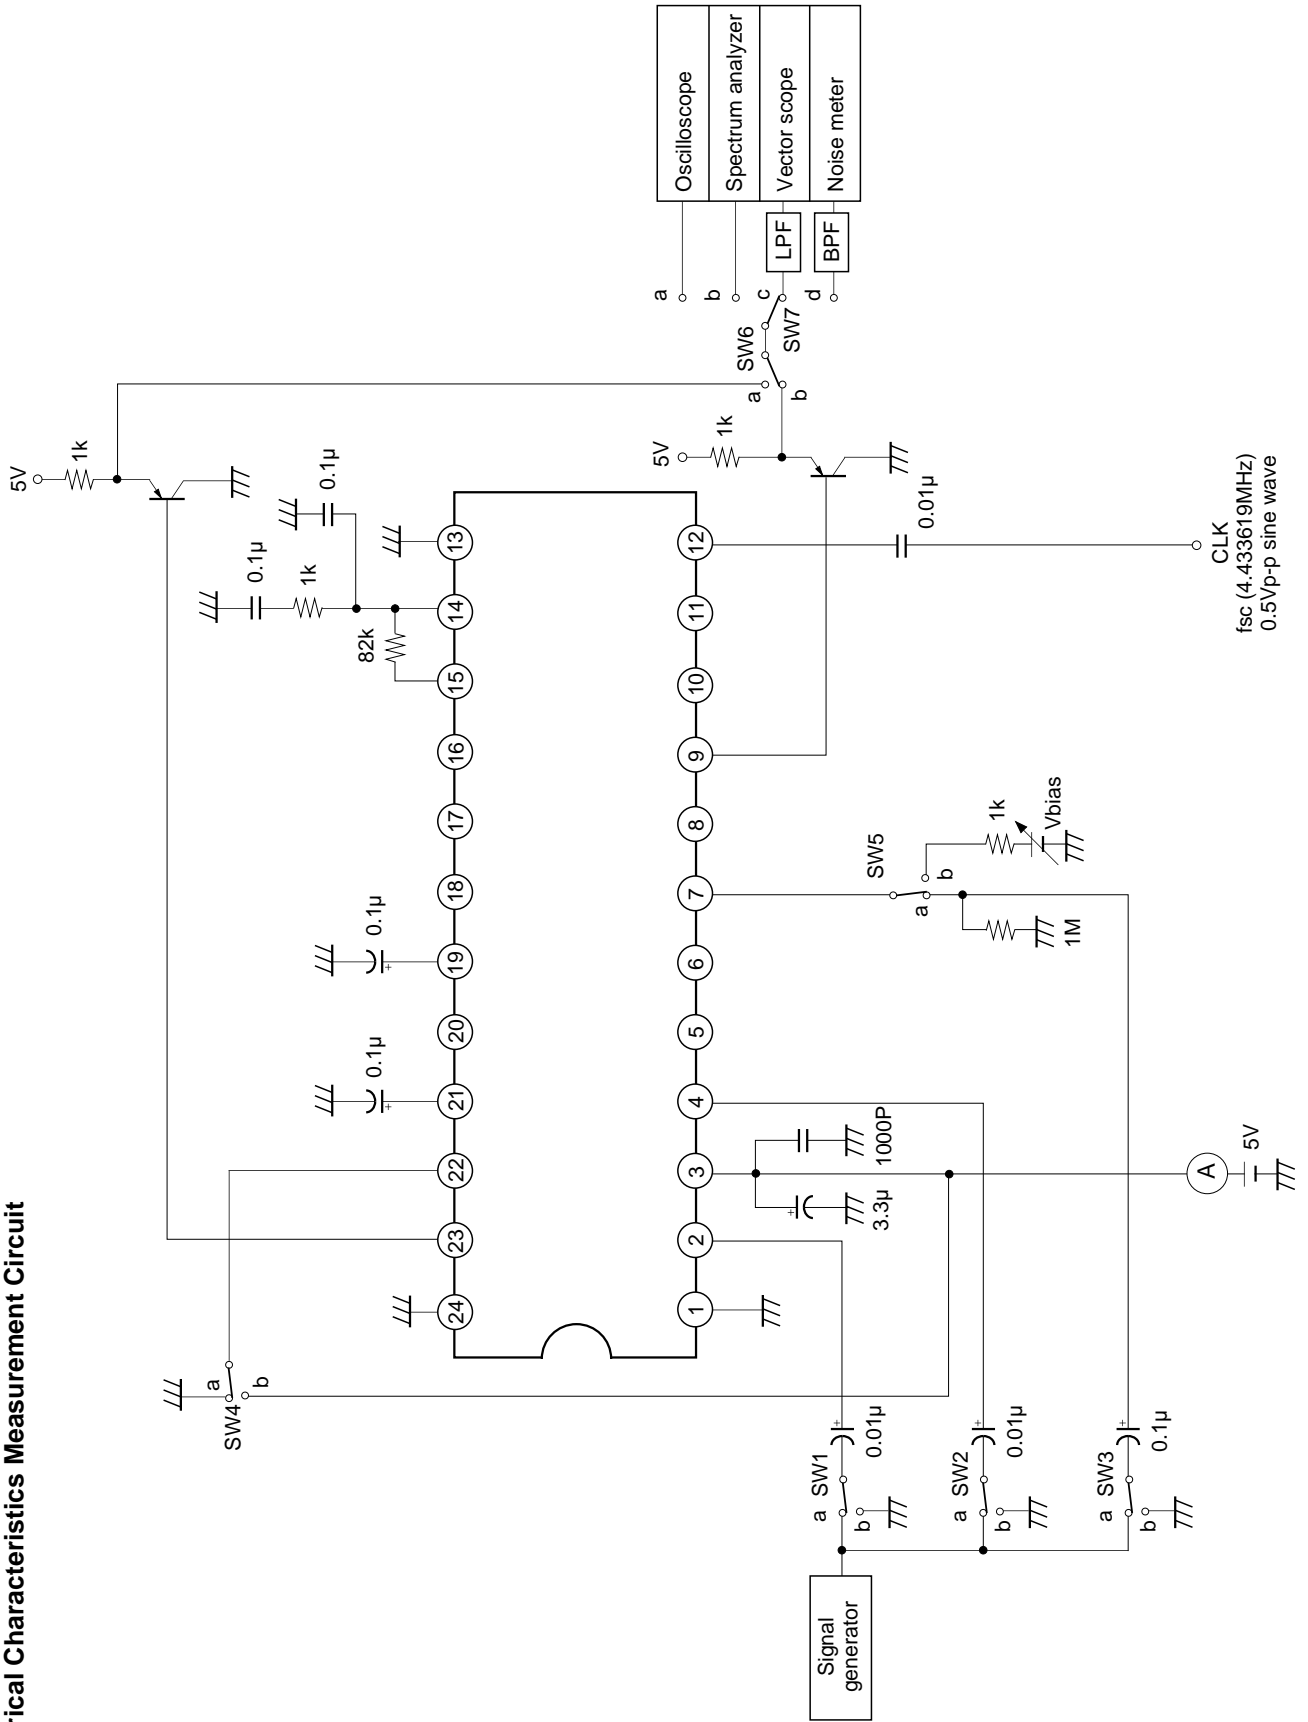 rical Characteristics Measurement Circuit
Signal
generator
a
SW1
b
0.01µ
+
a
SW2
b
0.01µ
+
a
SW3
b
0.1µ
+
SW4
a
b
24
23
22
21
20
19
18
17
16
15
14
13
1
2
3
4
5
6
7
8
9
10
11
12
0.1µ
+
0.1µ
+
82k
1k
0.1µ
0.1µ
5V
1k
3.3µ
+
1000P
A
5V
SW5
a
b
1M
1k
Vbias
5V
1k
0.01µ
CLK
fsc (4.433619MHz)
0.5Vp-p sine wave
SW6
a
b
SW7
a
b
c
d
LPF
BPF
Oscilloscope
Spectrum analyzer
Vector scope
Noise meter